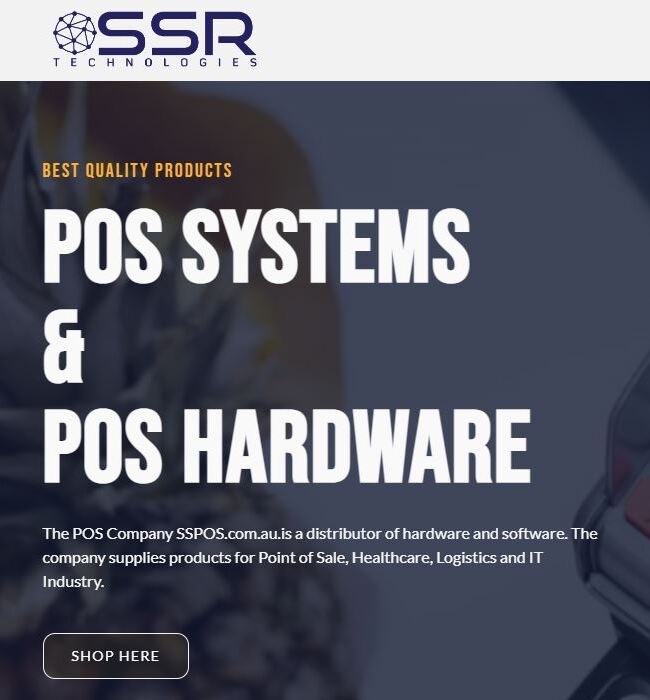 SSR
TECHNOLOGIES
BEST QUALITY PRODUCTS
POS SYSTEMS
&
POS HARDWARE
The POS Company SSPOS.com.au.is a distributor of hardware and software. The
company supplies products for Point of Sale, Healthcare, Logistics and IT
Industry.
SHOP HERE